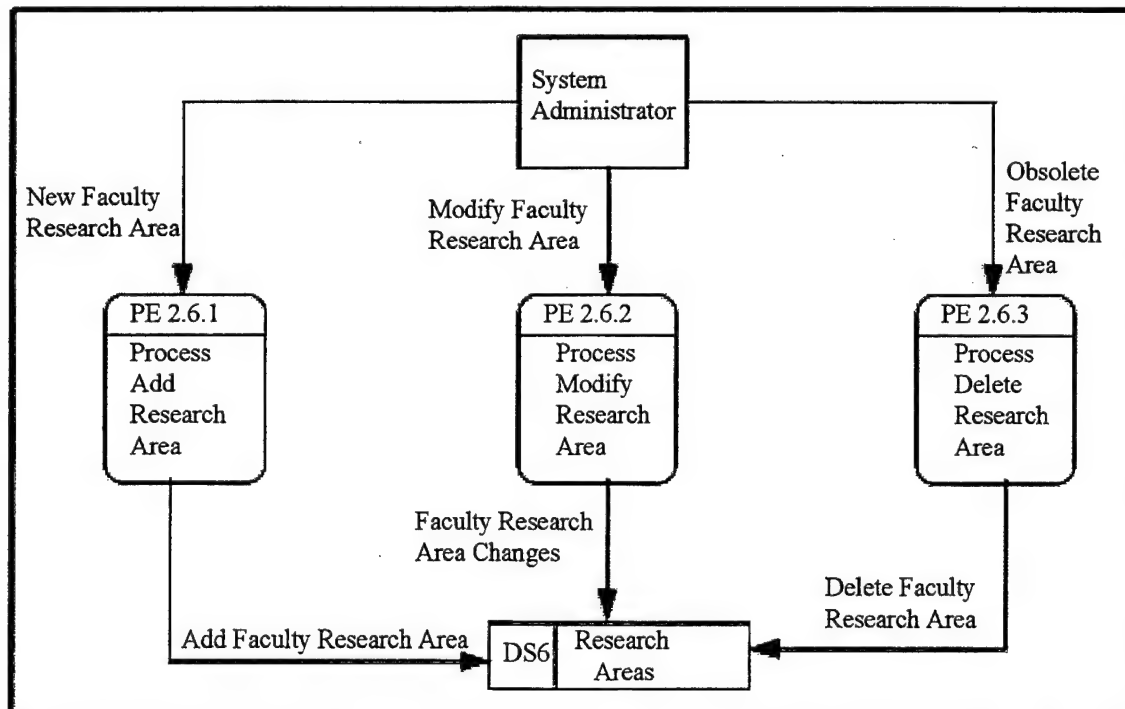 System
Administrator
New Faculty
Research Area
Modify Faculty
Research Area
Obsolete
Faculty
Research
Area
PE 2.6.1
Process
Add
Research
Area
PE 2.6.2
Process
Modify
Research
Area
PE 2.6.3
Process
Delete
Research
Area
Faculty Research
Area Changes
Delete Faculty
Research Area
Add Faculty Research Area
DS6
Research
Areas